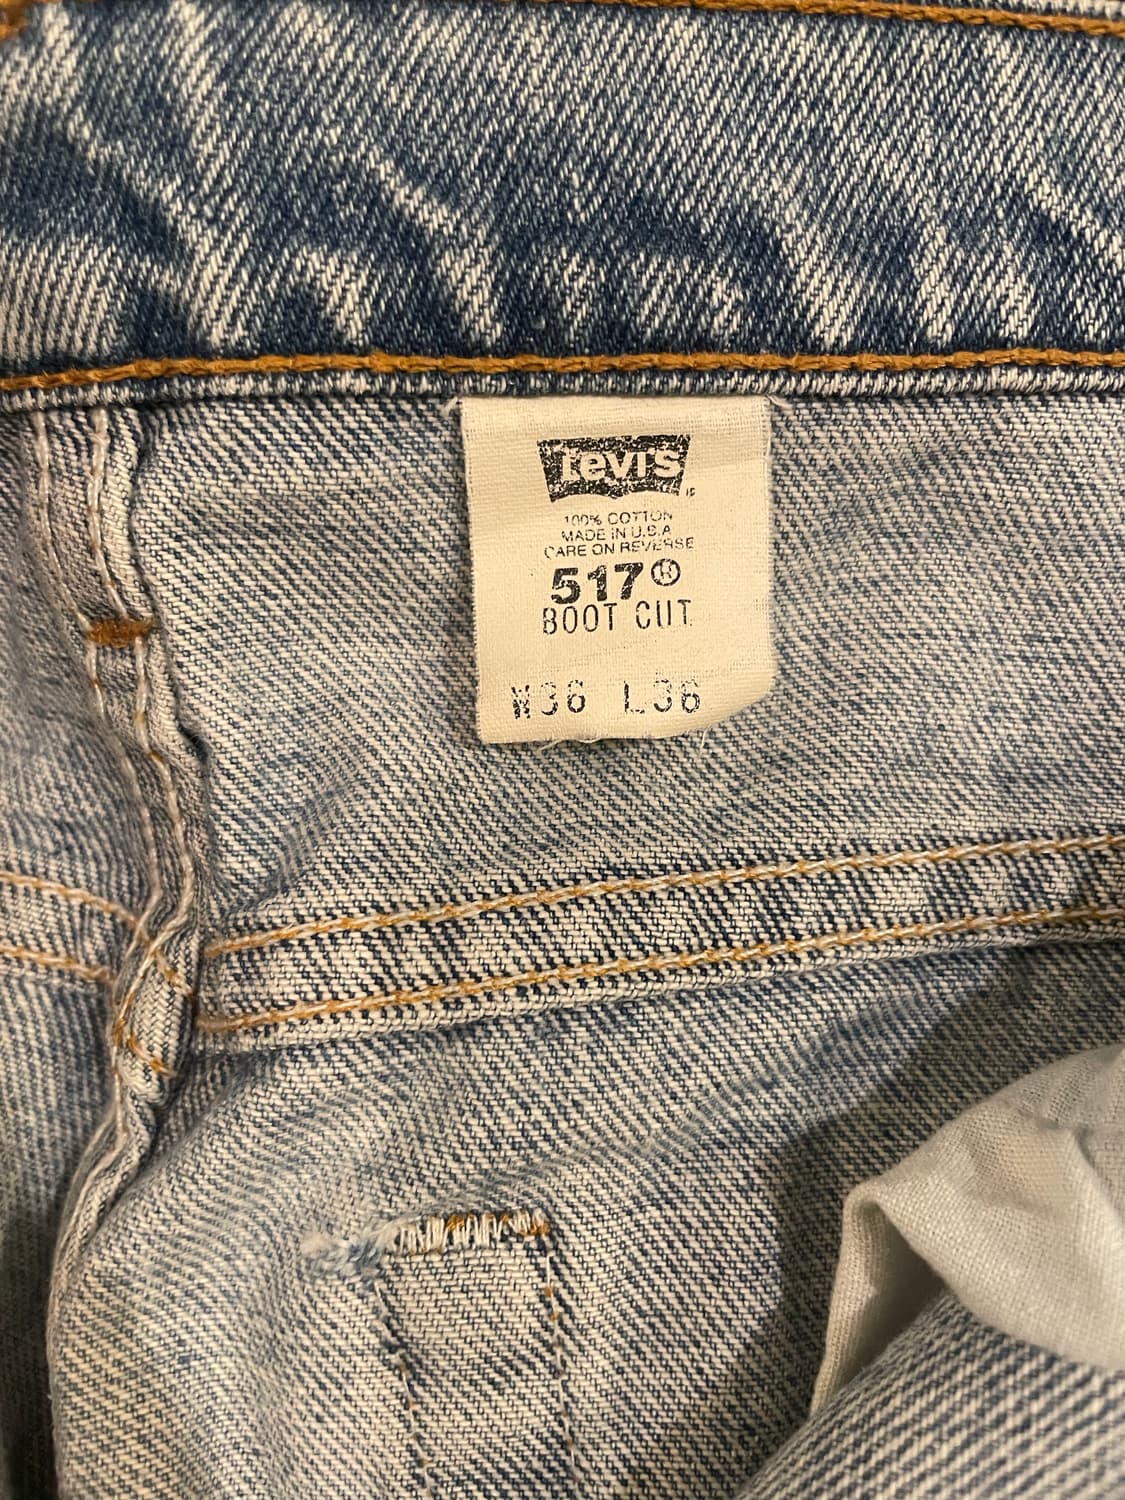 Levi's
®
100% COTTON
MADE IN U.S.A
CARE ON REVERSE
517®
BOOT CUT
W36 L36